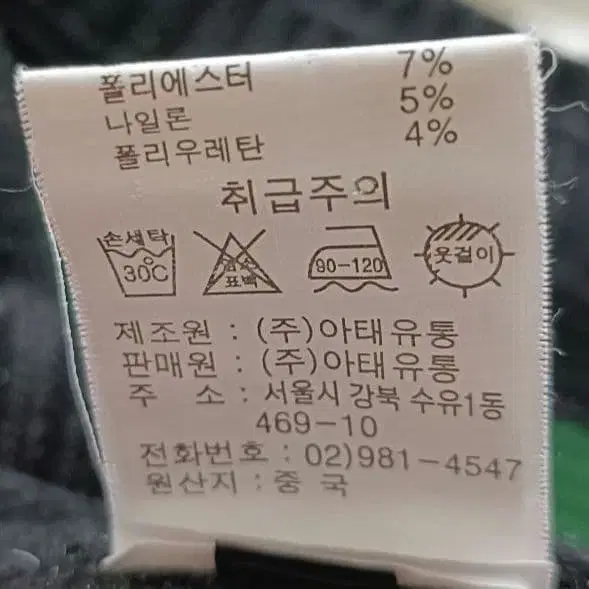 폴리에스터 7%
나일론 5%
폴리우레탄 4%
취급주의
손세탁 30℃
염소 표백
90-120
옷걸이
제조원 : (주)아태유통
판매원 : (주)아태유통
주 소 : 서울시 강북 수유1동
469-10
전화번호 : 02)981-4547
원산지 : 중 국